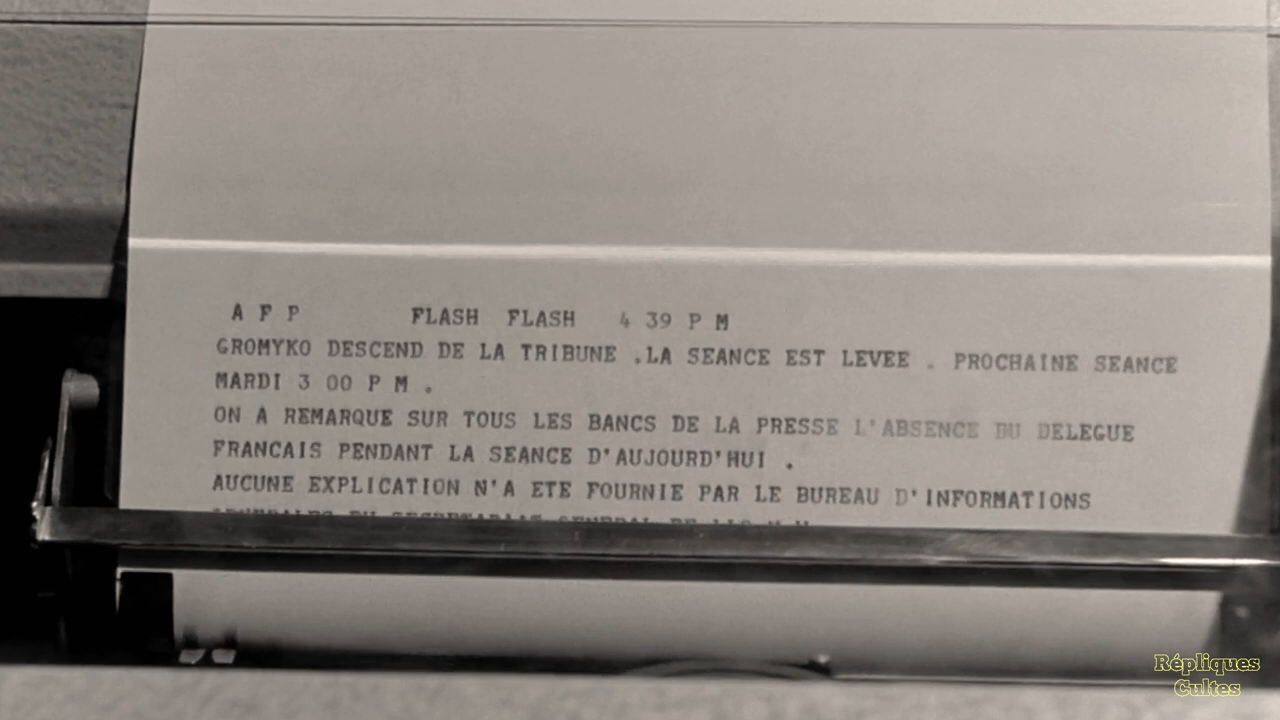 A F P FLASH FLASH 4 39 P M
GROMYKO DESCEND DE LA TRIBUNE .LA SEANCE EST LEVEE . PROCHAINE SEANCE
MARDI 3 00 P M .
ON A REMARQUE SUR TOUS LES BANCS DE LA PRESSE L'ABSENCE DU DELEGUE
FRANCAIS PENDANT LA SEANCE D'AUJOURD'HUI .
AUCUNE EXPLICATION N'A ETE FOURNIE PAR LE BUREAU D'INFORMATIONS
Répliques
Cultes